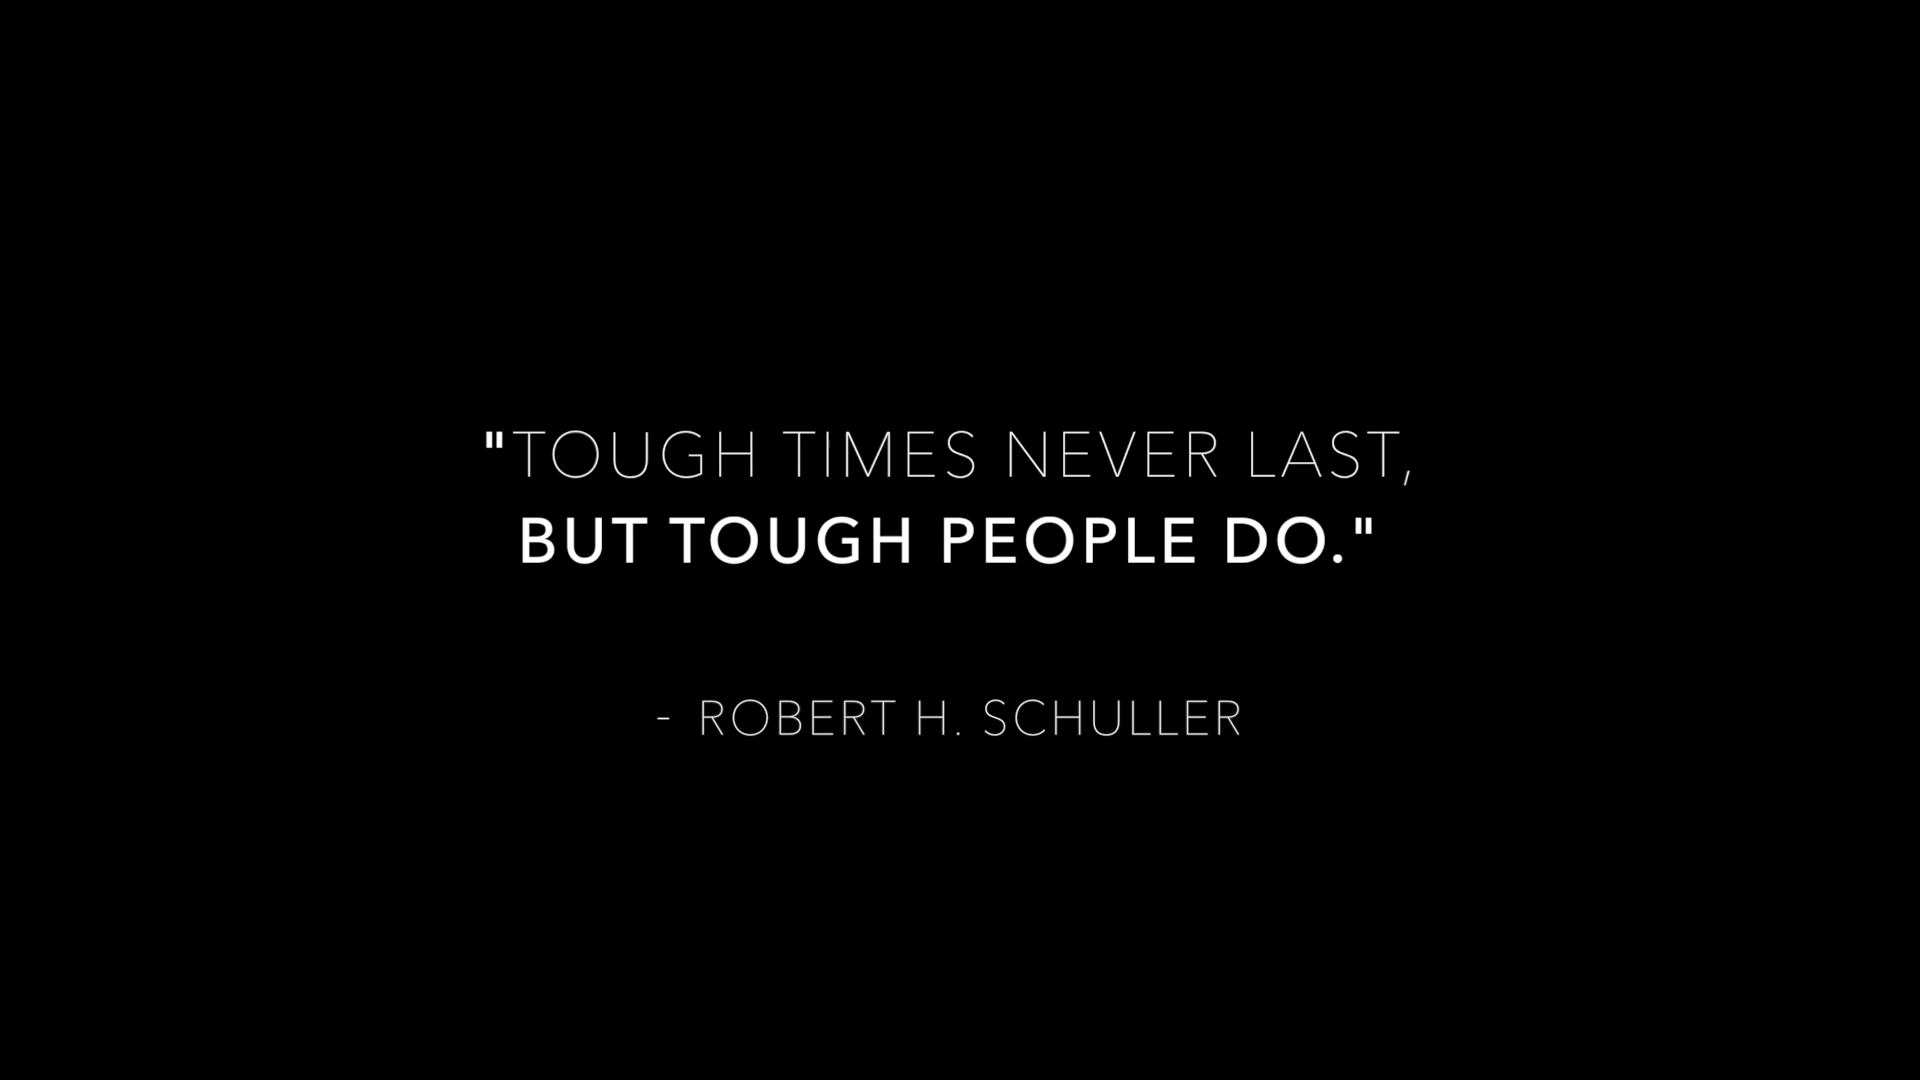 "TOUGH TIMES NEVER LAST,
BUT TOUGH PEOPLE DO."
- ROBERT H. SCHULLER